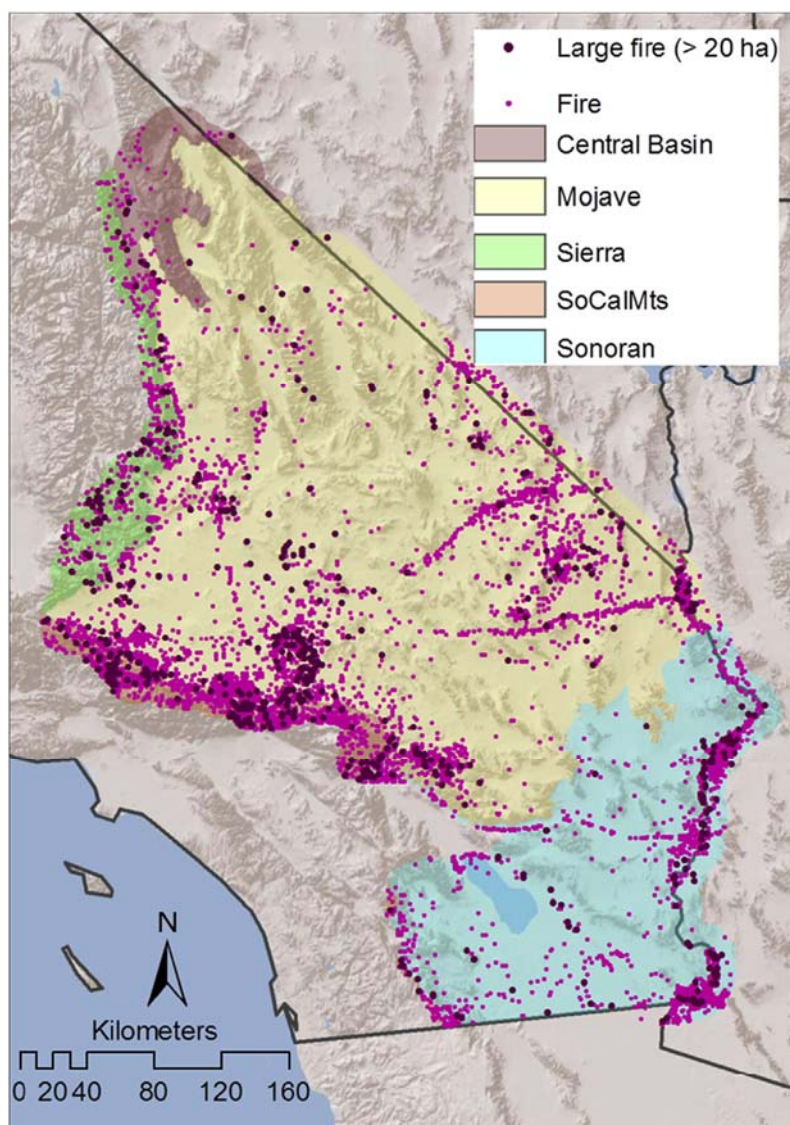 Large fire (> 20 ha)
Fire
Central Basin
Mojave
Sierra
SoCalMts
Sonoran
N
Kilometers
0 20 40 80 120 160